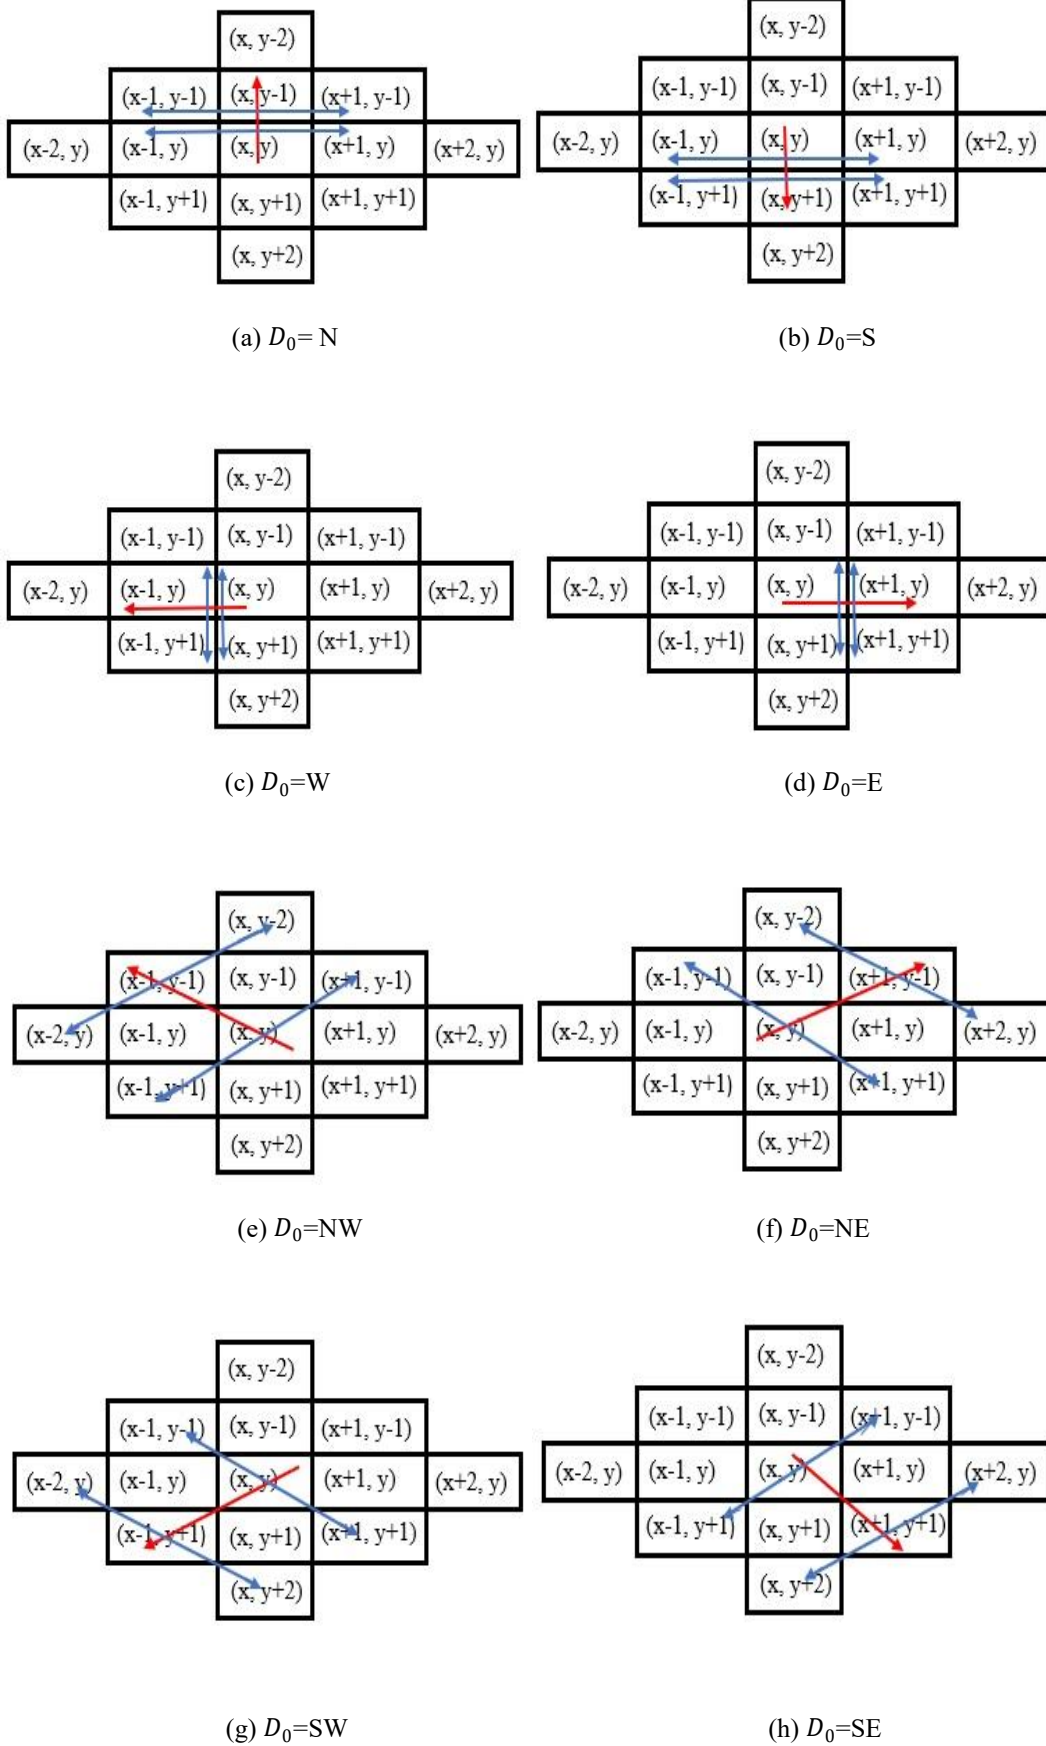 (x, y-2)
(x-1, y-1) (x, y-1) (x+1, y-1)
(x-2, y) (x-1, y) (x, y) (x+1, y) (x+2, y)
(x-1, y+1) (x, y+1) (x+1, y+1)
(x, y+2)
(a) D₀= N
(x, y-2)
(x-1, y-1) (x, y-1) (x+1, y-1)
(x-2, y) (x-1, y) (x, y) (x+1, y) (x+2, y)
(x-1, y+1) (x, y+1) (x+1, y+1)
(x, y+2)
(b) D₀=S
(x, y-2)
(x-1, y-1) (x, y-1) (x+1, y-1)
(x-2, y) (x-1, y) (x, y) (x+1, y) (x+2, y)
(x-1, y+1) (x, y+1) (x+1, y+1)
(x, y+2)
(c) D₀=W
(x, y-2)
(x-1, y-1) (x, y-1) (x+1, y-1)
(x-2, y) (x-1, y) (x, y) (x+1, y) (x+2, y)
(x-1, y+1) (x, y+1) (x+1, y+1)
(x, y+2)
(d) D₀=E
(x, y-2)
(x-1, y-1) (x, y-1) (x+1, y-1)
(x-2, y) (x-1, y) (x, y) (x+1, y) (x+2, y)
(x-1, y+1) (x, y+1) (x+1, y+1)
(x, y+2)
(e) D₀=NW
(x, y-2)
(x-1, y-1) (x, y-1) (x+1, y-1)
(x-2, y) (x-1, y) (x, y) (x+1, y) (x+2, y)
(x-1, y+1) (x, y+1) (x+1, y+1)
(x, y+2)
(f) D₀=NE
(x, y-2)
(x-1, y-1) (x, y-1) (x+1, y-1)
(x-2, y) (x-1, y) (x, y) (x+1, y) (x+2, y)
(x-1, y+1) (x, y+1) (x+1, y+1)
(x, y+2)
(g) D₀=SW
(x, y-2)
(x-1, y-1) (x, y-1) (x+1, y-1)
(x-2, y) (x-1, y) (x, y) (x+1, y) (x+2, y)
(x-1, y+1) (x, y+1) (x+1, y+1)
(x, y+2)
(h) D₀=SE